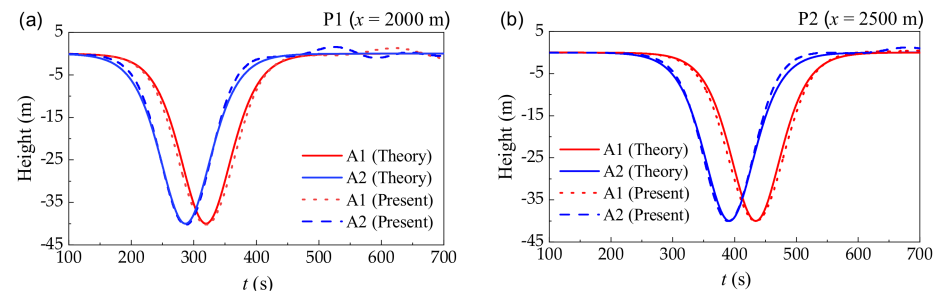 (a)
P1 (x = 2000 m)
5
-5
-15
-25
-35
-45
Height (m)
A1 (Theory)
A2 (Theory)
A1 (Present)
A2 (Present)
100 200 300 400 500 600 700
t (s)
(b)
P2 (x = 2500 m)
5
-5
-15
-25
-35
-45
Height (m)
A1 (Theory)
A2 (Theory)
A1 (Present)
A2 (Present)
100 200 300 400 500 600 700
t (s)